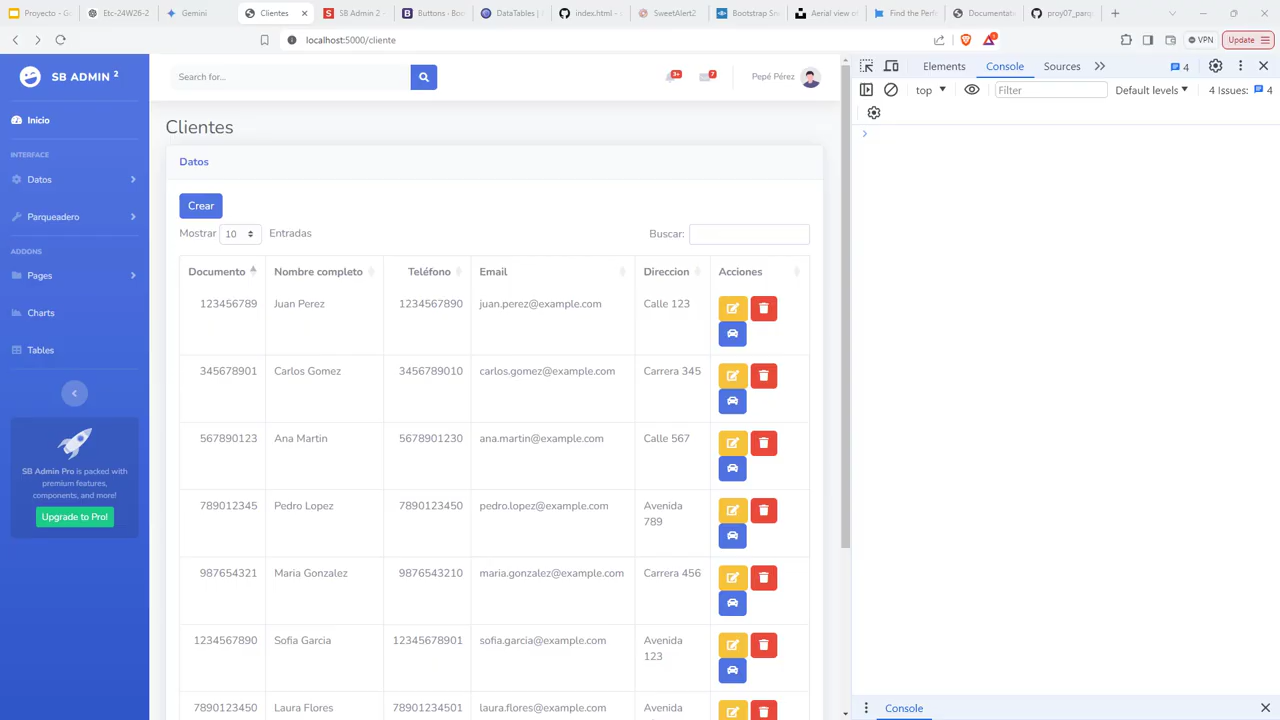 Proyecto - G
Etc-24W26-2
Gemini
Clientes
SB Admin 2
Buttons - B
DataTables |
index.html -
SweetAlert2
Bootstrap Sn
Aerial view of
Find the Perf
Documentati
proy07_parq
localhost:5000/cliente
VPN
Update
SB ADMIN 2
Inicio
INTERFACE
Datos
Parqueadero
ADDONS
Pages
Charts
Tables
SB Admin Pro is packed with
premium features,
components, and more!
Upgrade to Pro!
Search for...
3+
7
Pepé Pérez
Clientes
Datos
Crear
Mostrar 10 Entradas
Buscar:
Documento Nombre completo Teléfono Email Direccion Acciones
123456789 Juan Perez 1234567890 juan.perez@example.com Calle 123
345678901 Carlos Gomez 3456789010 carlos.gomez@example.com Carrera 345
567890123 Ana Martin 5678901230 ana.martin@example.com Calle 567
789012345 Pedro Lopez 7890123450 pedro.lopez@example.com Avenida
789
987654321 Maria Gonzalez 9876543210 maria.gonzalez@example.com Carrera 456
1234567890 Sofia Garcia 12345678901 sofia.garcia@example.com Avenida
123
7890123450 Laura Flores 78901234501 laura.flores@example.com Carrera
Elements
Console
Sources
4
top
Filter
Default levels
4 Issues:
4
Console